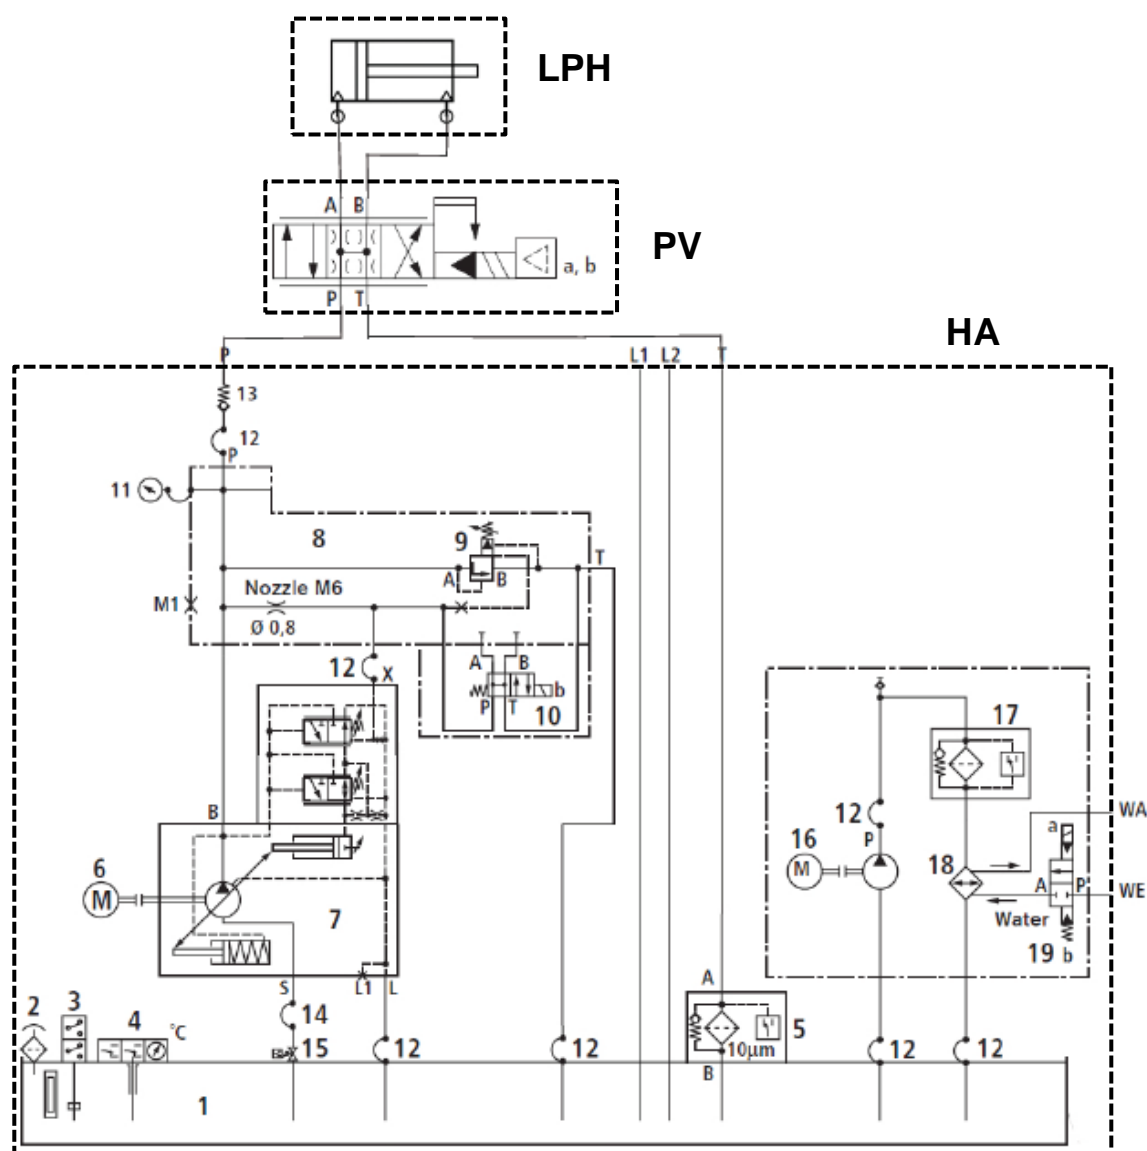 LPH
A B
PV
a, b
P T
HA
P L1 L2 T
13
12
P
11
8 9
T
A B
Nozzle M6
M1
Ø 0,8
12 X
A B
b
P T
10
17
B
12
P
WA
a
6
M
16
M
18
A P
WE
7
Water
19 b
S L1 L
A
2 3 4 °C
14
5
15 12 12 10µm 12 12
B
1